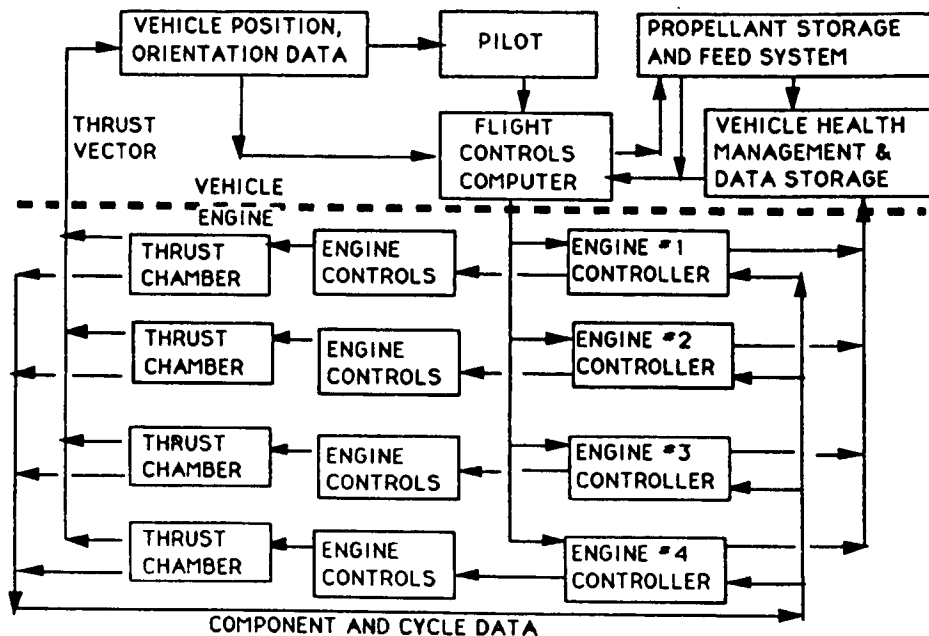 VEHICLE POSITION,
ORIENTATION DATA
PILOT
PROPELLANT STORAGE
AND FEED SYSTEM
THRUST
VECTOR
FLIGHT
CONTROLS
COMPUTER
VEHICLE HEALTH
MANAGEMENT &
DATA STORAGE
VEHICLE
ENGINE
THRUST
CHAMBER
ENGINE
CONTROLS
ENGINE #1
CONTROLLER
THRUST
CHAMBER
ENGINE
CONTROLS
ENGINE #2
CONTROLLER
THRUST
CHAMBER
ENGINE
CONTROLS
ENGINE #3
CONTROLLER
THRUST
CHAMBER
ENGINE
CONTROLS
ENGINE #4
CONTROLLER
COMPONENT AND CYCLE DATA